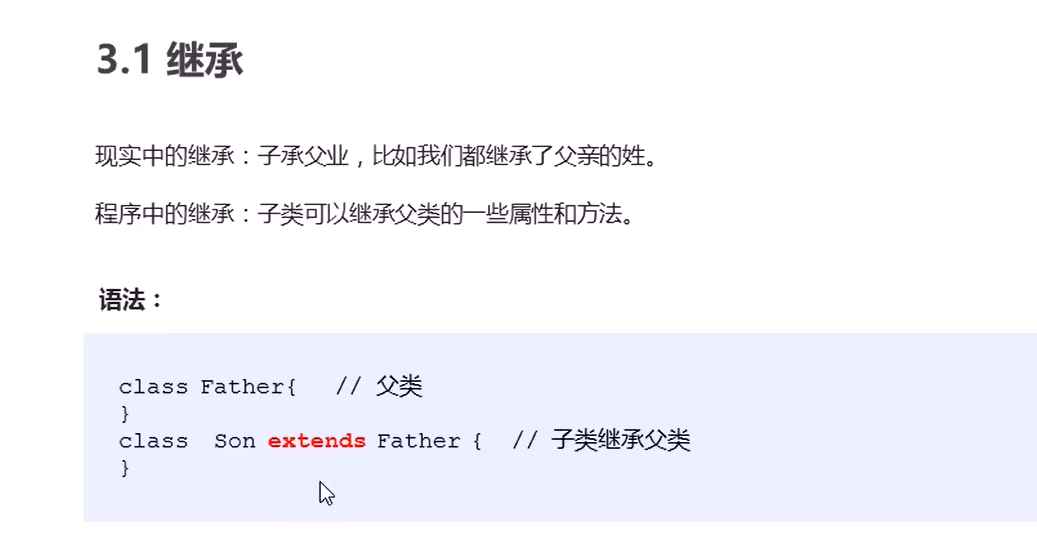 3.1 继承
现实中的继承：子承父业，比如我们都继承了父亲的姓。
程序中的继承：子类可以继承父类的一些属性和方法。
语法：
class Father{   // 父类
}
class  Son extends Father {  // 子类继承父类
}